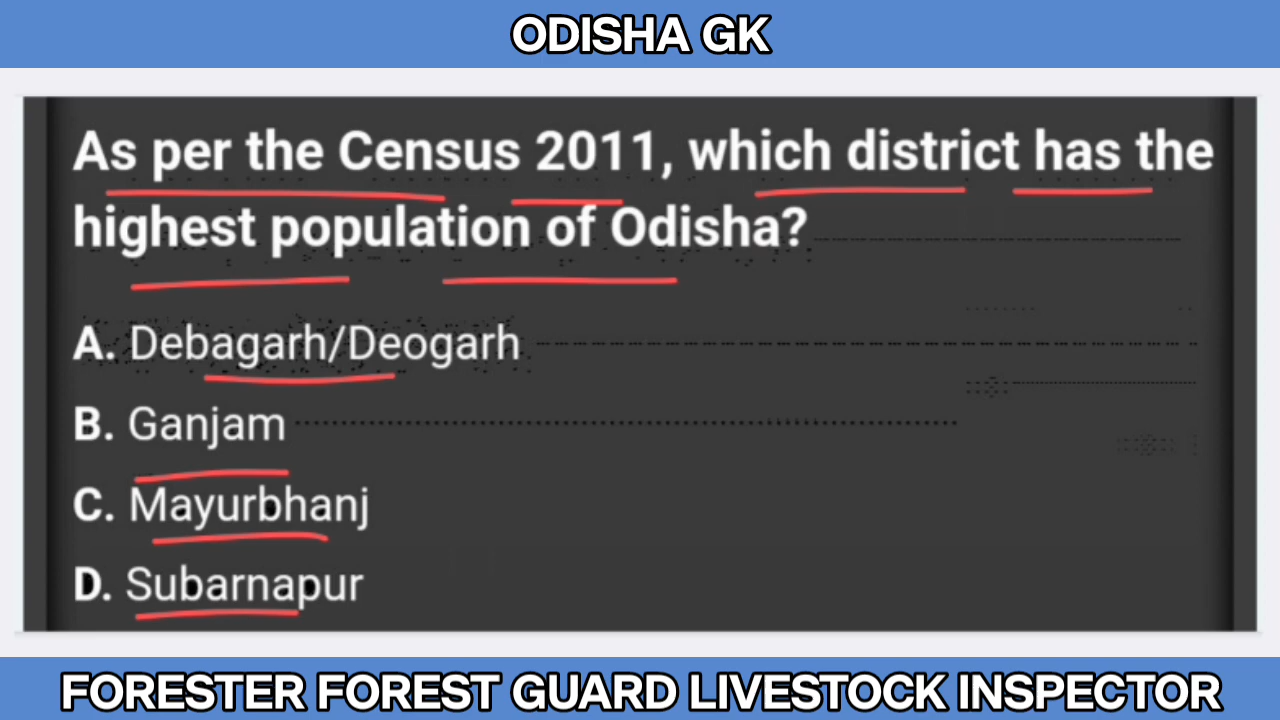 ODISHA GK
As per the Census 2011, which district has the
highest population of Odisha?
A. Debagarh/Deogarh
B. Ganjam
C. Mayurbhanj
D. Subarnapur
FORESTER FOREST GUARD LIVESTOCK INSPECTOR